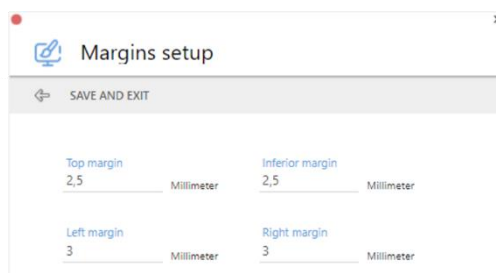 Margins setup
SAVE AND EXIT
Top margin
Inferior margin
2,5
Millimeter
2,5
Millimeter
Left margin
Right margin
3
Millimeter
3
Millimeter